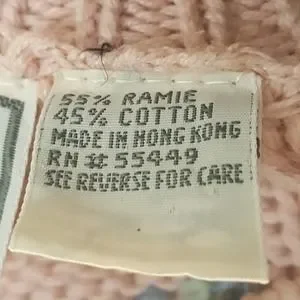 55% RAMIE
45% COTTON
MADE IN HONG KONG
RN # 55449
SEE REVERSE FOR CARE